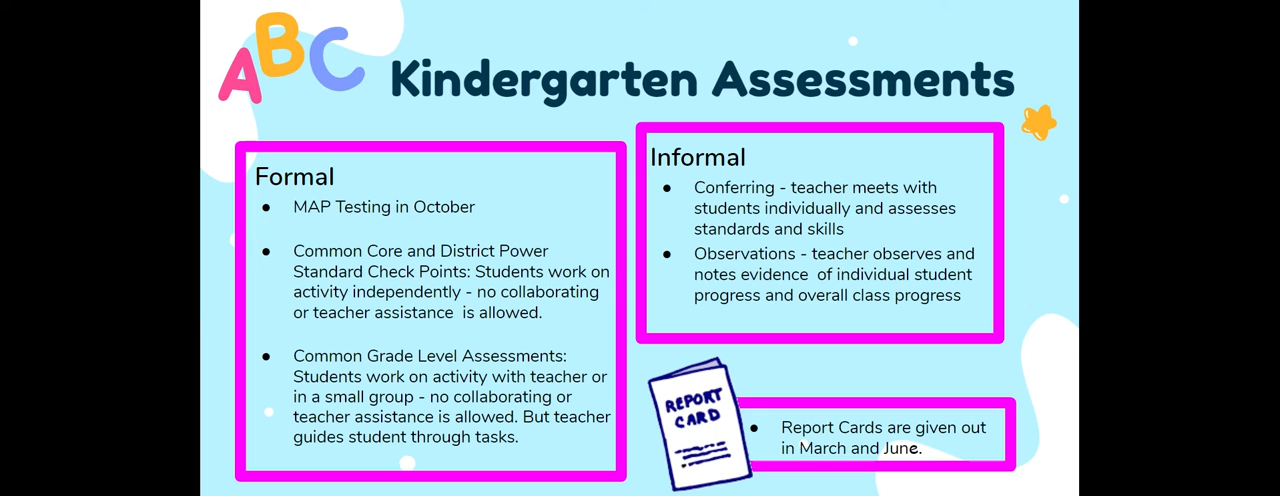 ABC
Kindergarten Assessments
Formal
● MAP Testing in October
● Common Core and District Power
Standard Check Points: Students work on
activity independently - no collaborating
or teacher assistance  is allowed.
● Common Grade Level Assessments:
Students work on activity with teacher or
in a small group - no collaborating or
teacher assistance is allowed. But teacher
guides student through tasks.
Informal
● Conferring - teacher meets with
students individually and assesses
standards and skills
● Observations - teacher observes and
notes evidence  of individual student
progress and overall class progress
REPORT
CARD
● Report Cards are given out
in March and June.